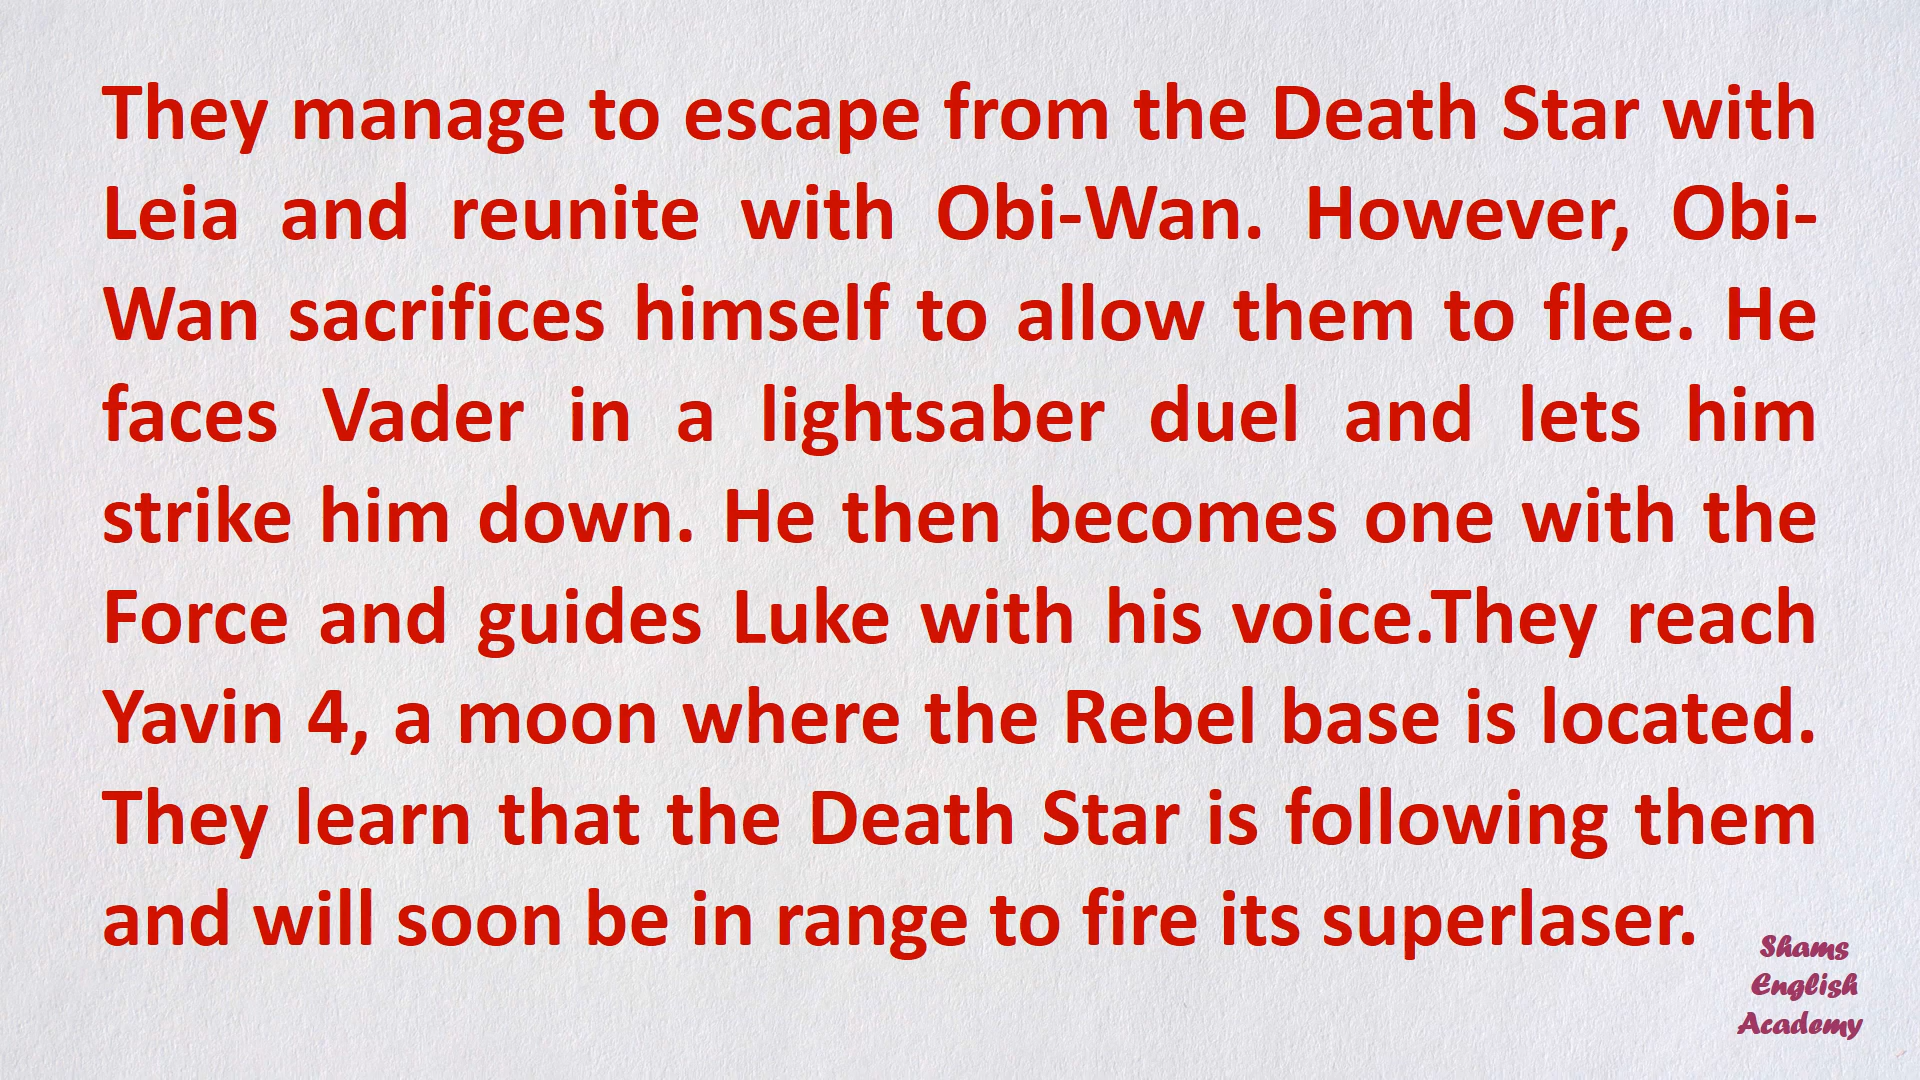 They manage to escape from the Death Star with
Leia and reunite with Obi-Wan. However, Obi-
Wan sacrifices himself to allow them to flee. He
faces Vader in a lightsaber duel and lets him
strike him down. He then becomes one with the
Force and guides Luke with his voice.They reach
Yavin 4, a moon where the Rebel base is located.
They learn that the Death Star is following them
and will soon be in range to fire its superlaser.
Shams
English
Academy